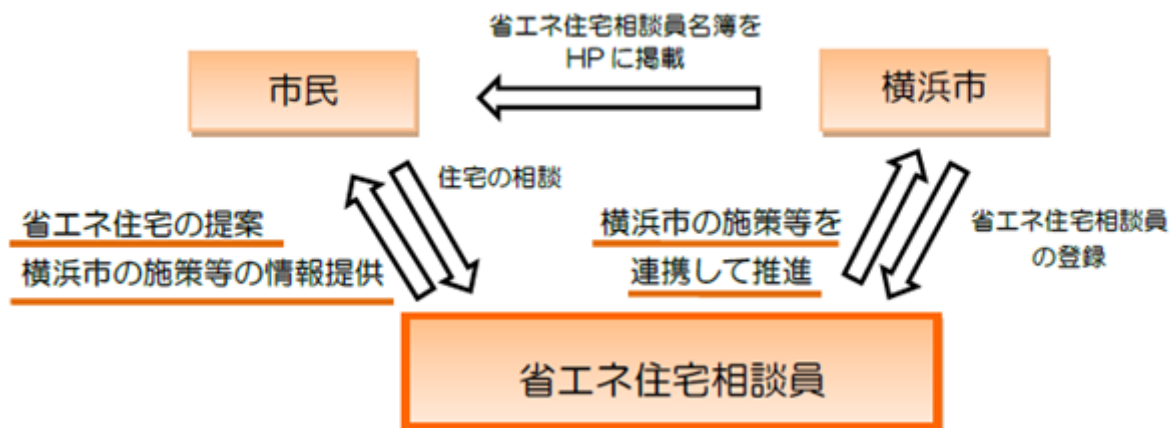 省エネ住宅相談員名簿を
HPに掲載
市民
横浜市
住宅の相談
省エネ住宅の提案
横浜市の施策等の情報提供
横浜市の施策等を
連携して推進
省エネ住宅相談員
の登録
省エネ住宅相談員